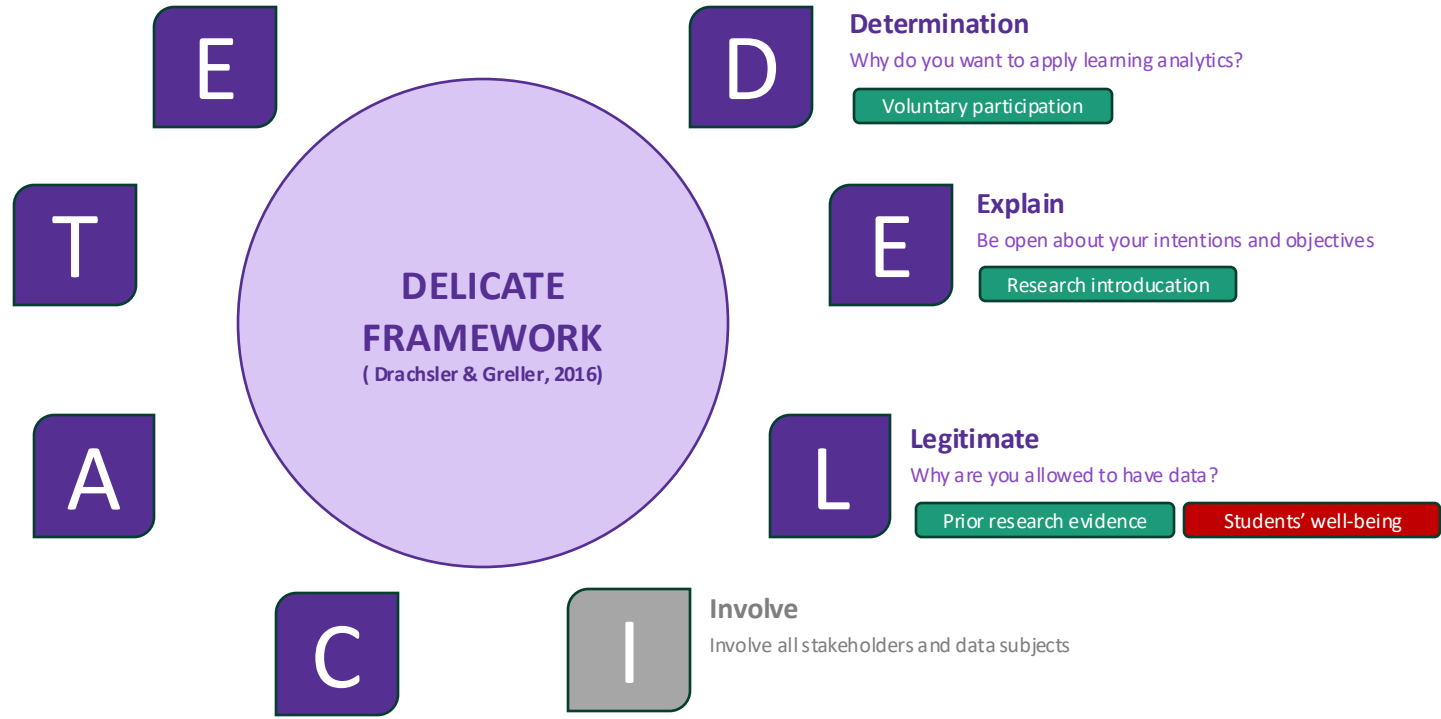 E
D
Determination
Why do you want to apply learning analytics?
Voluntary participation
T
E
Explain
Be open about your intentions and objectives
Research introducation
DELICATE
FRAMEWORK
( Drachsler & Greller, 2016)
A
L
Legitimate
Why are you allowed to have data?
Prior research evidence
Students’ well-being
C
I
Involve
Involve all stakeholders and data subjects